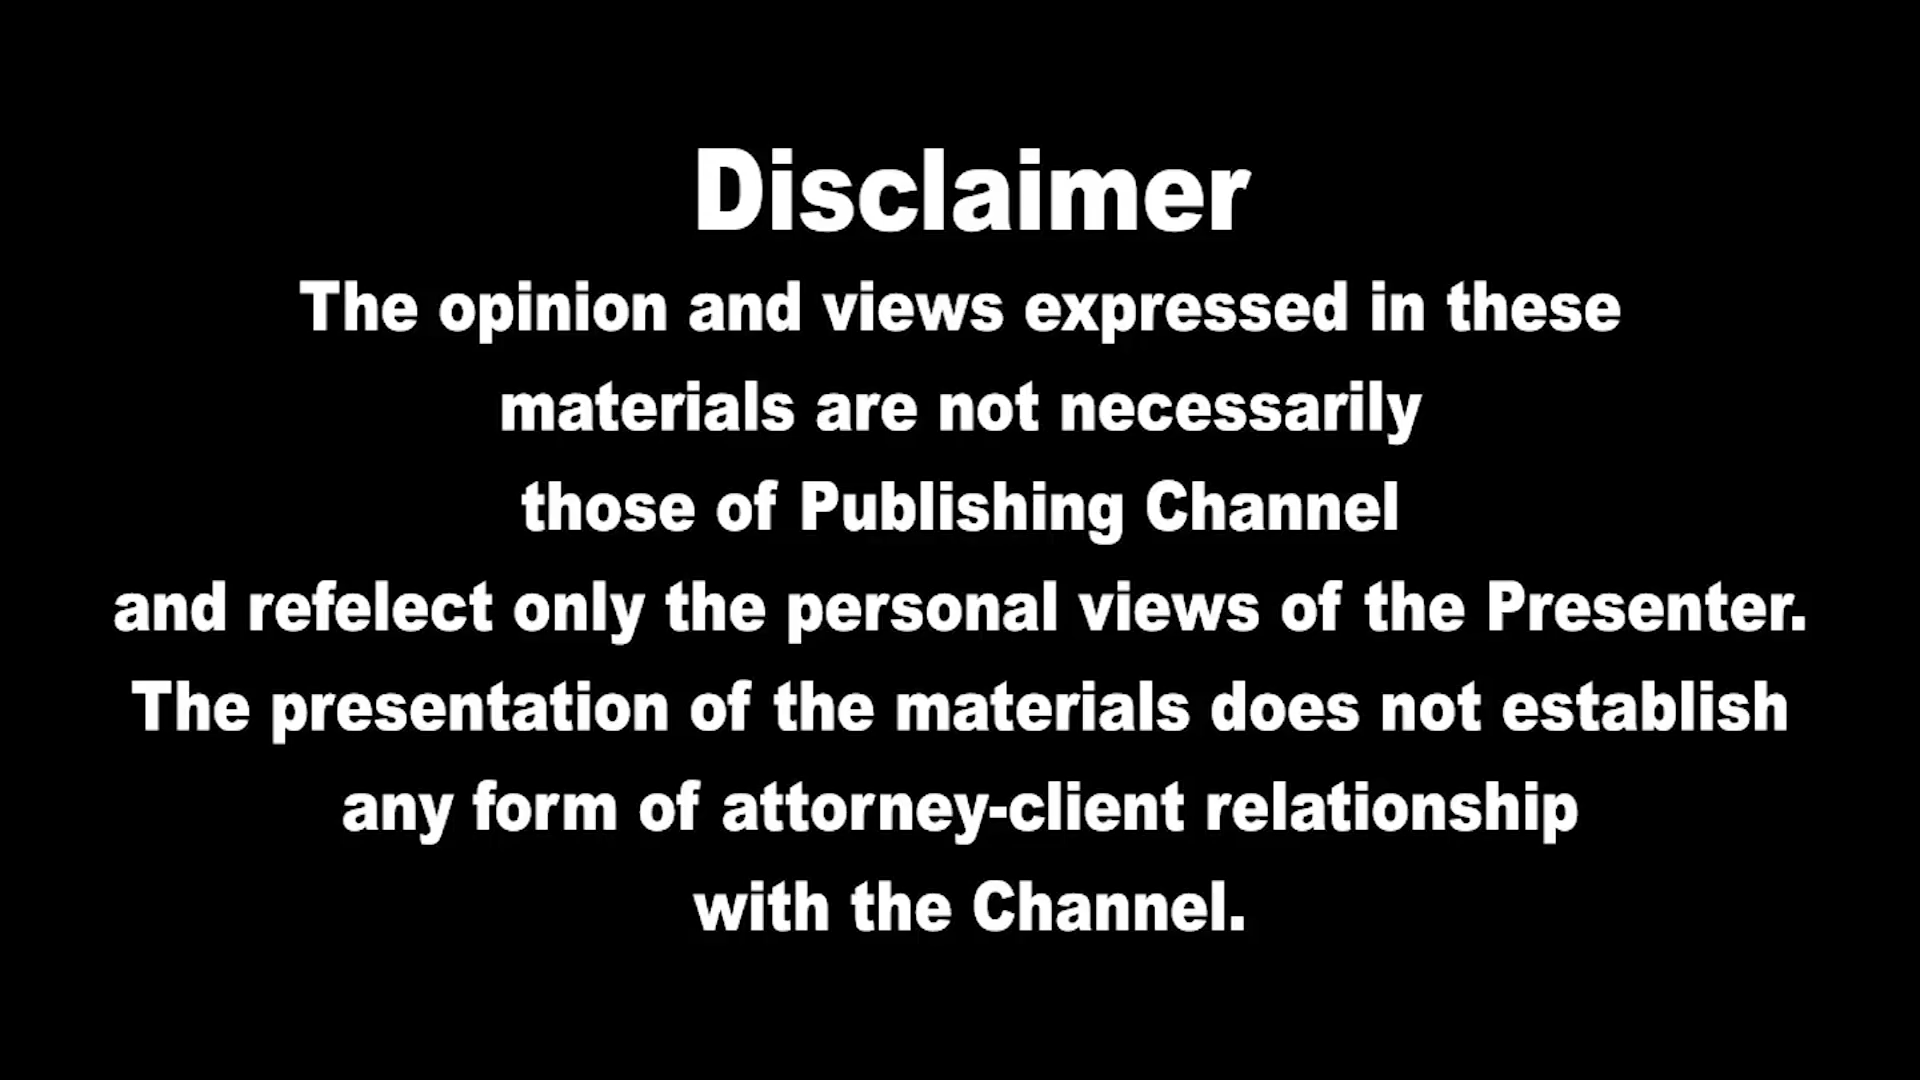 Disclaimer
The opinion and views expressed in these
materials are not necessarily
those of Publishing Channel
and refelect only the personal views of the Presenter.
The presentation of the materials does not establish
any form of attorney-client relationship
with the Channel.